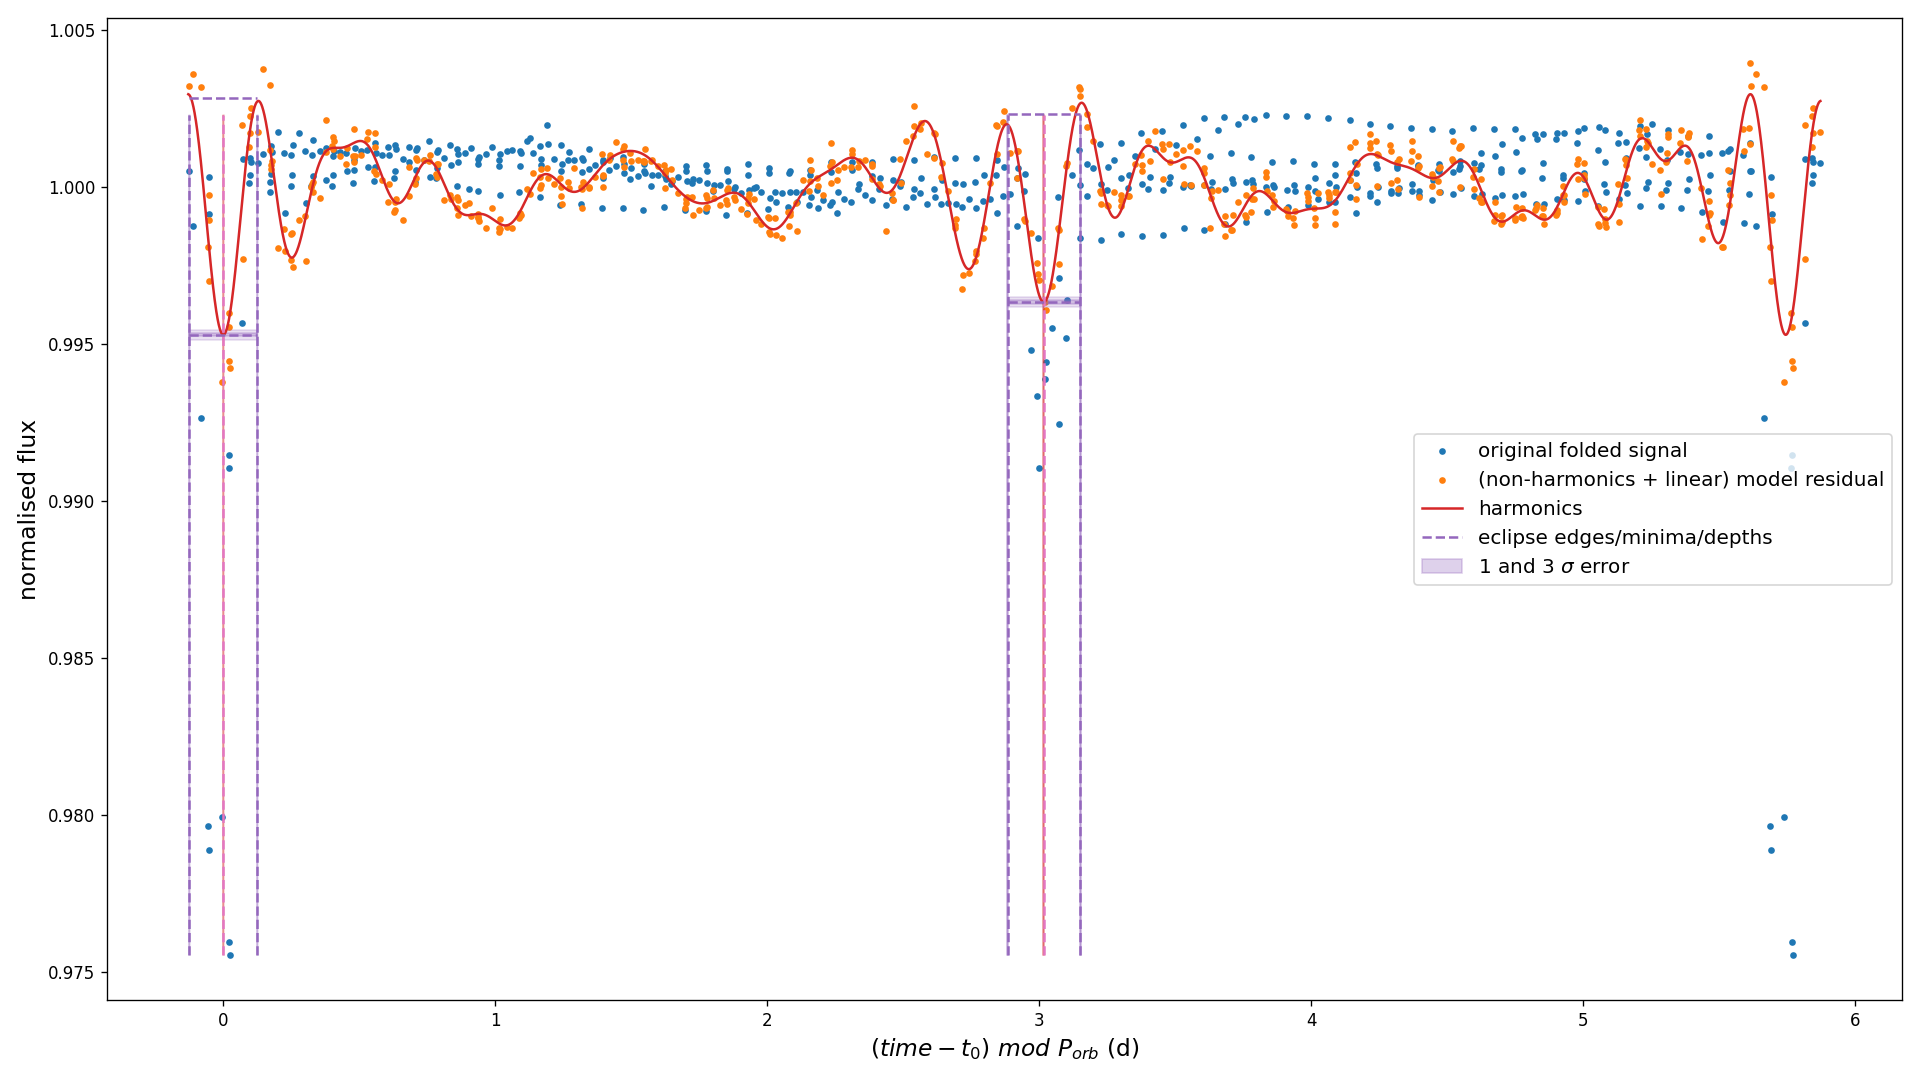 1.005
1.000
0.995
0.990
0.985
0.980
0.975
normalised flux
original folded signal
(non-harmonics + linear) model residual
harmonics
eclipse edges/minima/depths
1 and 3 σ error
0 1 2 3 4 5 6
(time − t₀) mod P_orb (d)